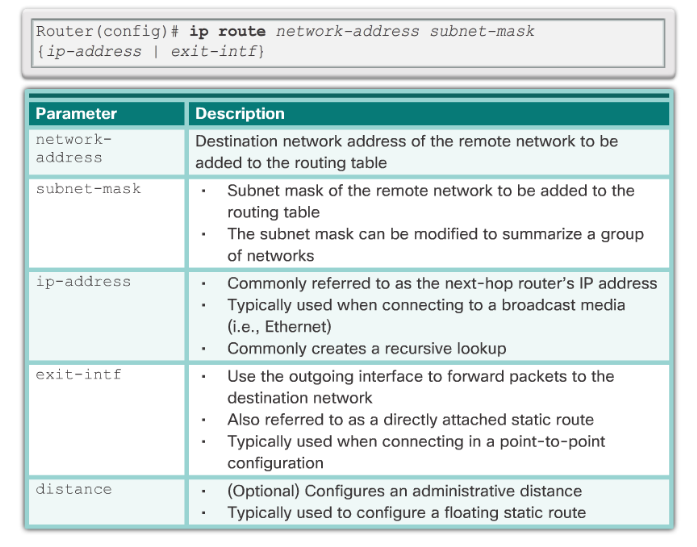 Router(config)# ip route network-address subnet-mask
{ip-address | exit-intf}
Parameter Description
network-
address
Destination network address of the remote network to be
added to the routing table
subnet-mask
· Subnet mask of the remote network to be added to the
routing table
· The subnet mask can be modified to summarize a group
of networks
ip-address
· Commonly referred to as the next-hop router's IP address
· Typically used when connecting to a broadcast media
(i.e., Ethernet)
· Commonly creates a recursive lookup
exit-intf
· Use the outgoing interface to forward packets to the
destination network
· Also referred to as a directly attached static route
· Typically used when connecting in a point-to-point
configuration
distance
· (Optional) Configures an administrative distance
· Typically used to configure a floating static route